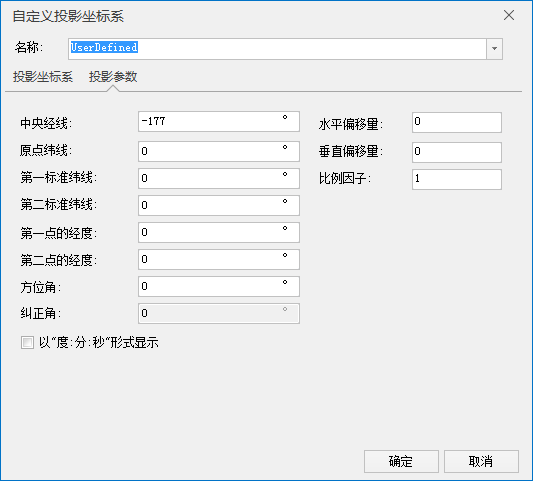 自定义投影坐标系
名称: UserDefined
投影坐标系 投影参数
中央经线: -177 °
水平偏移量: 0
原点纬线: 0 °
垂直偏移量: 0
第一标准纬线: 0 °
比例因子: 1
第二标准纬线: 0 °
第一点的经度: 0 °
第二点的经度: 0 °
方位角: 0 °
纠正角: 0 °
以"度:分:秒"形式显示
确定 取消